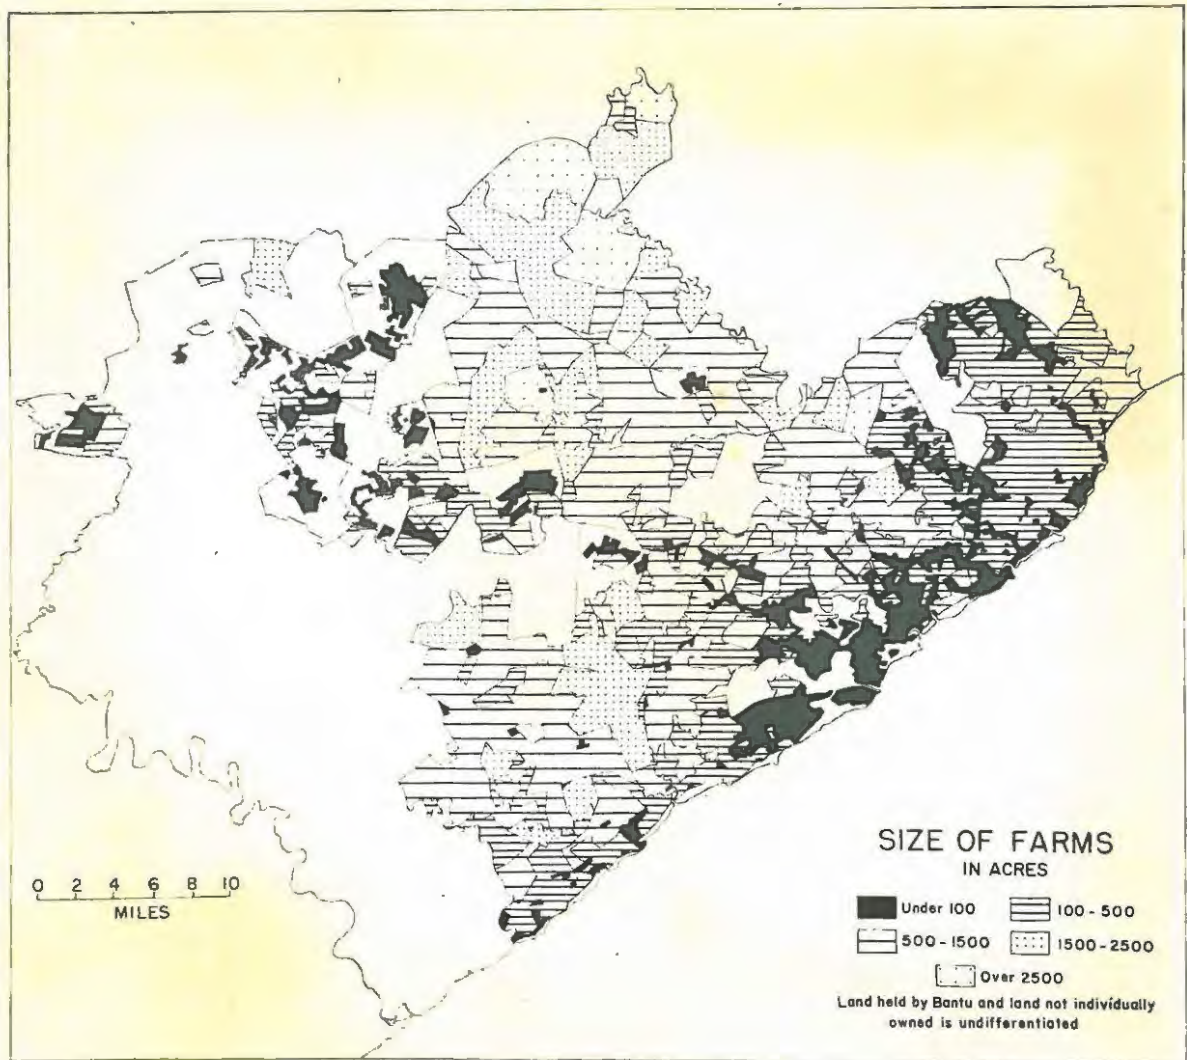 SIZE OF FARMS
IN ACRES
Under 100
100 - 500
500 - 1500
1500 - 2500
Over 2500
Land held by Bantu and land not individually
owned is undifferentiated
0 2 4 6 8 10
MILES